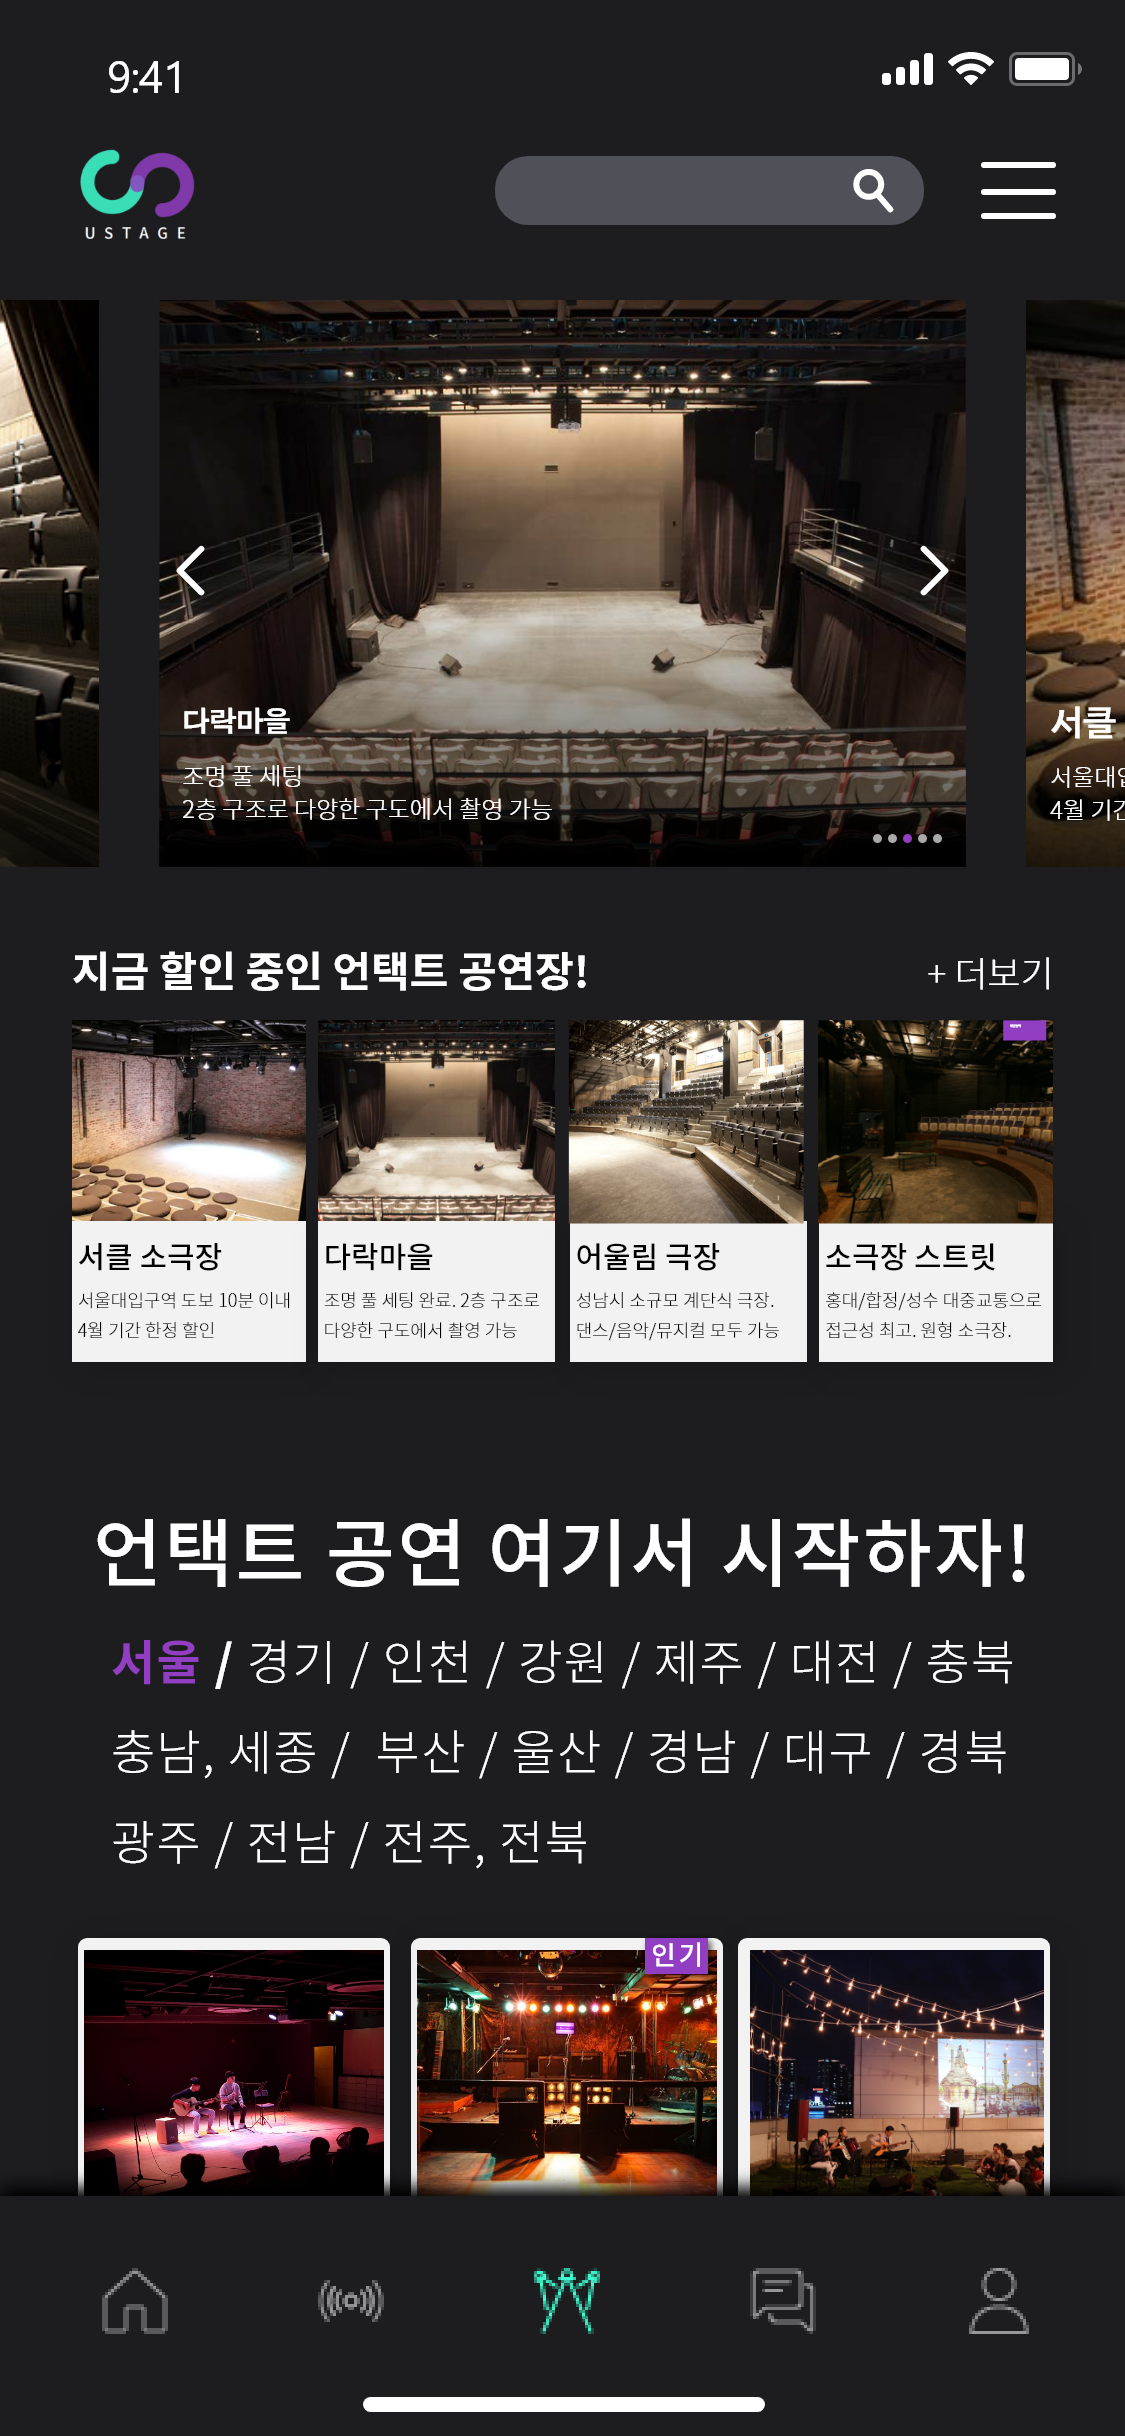 9:41
USTAGE
다락마을
조명 풀 세팅
2층 구조로 다양한 구도에서 촬영 가능
서클
서울대입
4월 기간
지금 할인 중인 언택트 공연장!
+ 더보기
서클 소극장
서울대입구역 도보 10분 이내
4월 기간 한정 할인
다락마을
조명 풀 세팅 완료. 2층 구조로
다양한 구도에서 촬영 가능
어울림 극장
성남시 소규모 계단식 극장.
댄스/음악/뮤지컬 모두 가능
소극장 스트릿
홍대/합정/성수 대중교통으로
접근성 최고. 원형 소극장.
언택트 공연 여기서 시작하자!
서울 / 경기 / 인천 / 강원 / 제주 / 대전 / 충북
충남, 세종 / 부산 / 울산 / 경남 / 대구 / 경북
광주 / 전남 / 전주, 전북
인기